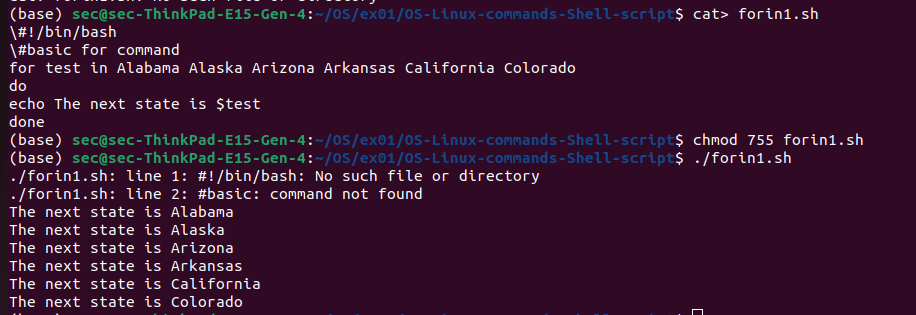 (base) sec@sec-ThinkPad-E15-Gen-4:~/OS/ex01/OS-Linux-commands-Shell-script$ cat> forin1.sh
\#!/bin/bash
\#basic for command
for test in Alabama Alaska Arizona Arkansas California Colorado
do
echo The next state is $test
done
(base) sec@sec-ThinkPad-E15-Gen-4:~/OS/ex01/OS-Linux-commands-Shell-script$ chmod 755 forin1.sh
(base) sec@sec-ThinkPad-E15-Gen-4:~/OS/ex01/OS-Linux-commands-Shell-script$ ./forin1.sh
./forin1.sh: line 1: #!/bin/bash: No such file or directory
./forin1.sh: line 2: #basic: command not found
The next state is Alabama
The next state is Alaska
The next state is Arizona
The next state is Arkansas
The next state is California
The next state is Colorado